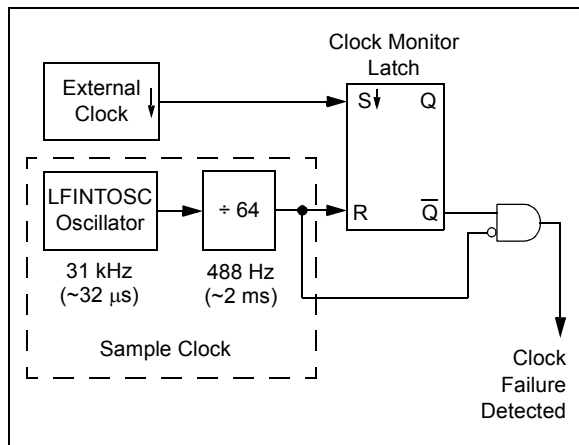 Clock Monitor
Latch
External
Clock
S
Q
LFINTOSC
Oscillator
÷ 64
R
Q̅
31 kHz
(~32 μs)
488 Hz
(~2 ms)
Sample Clock
Clock
Failure
Detected